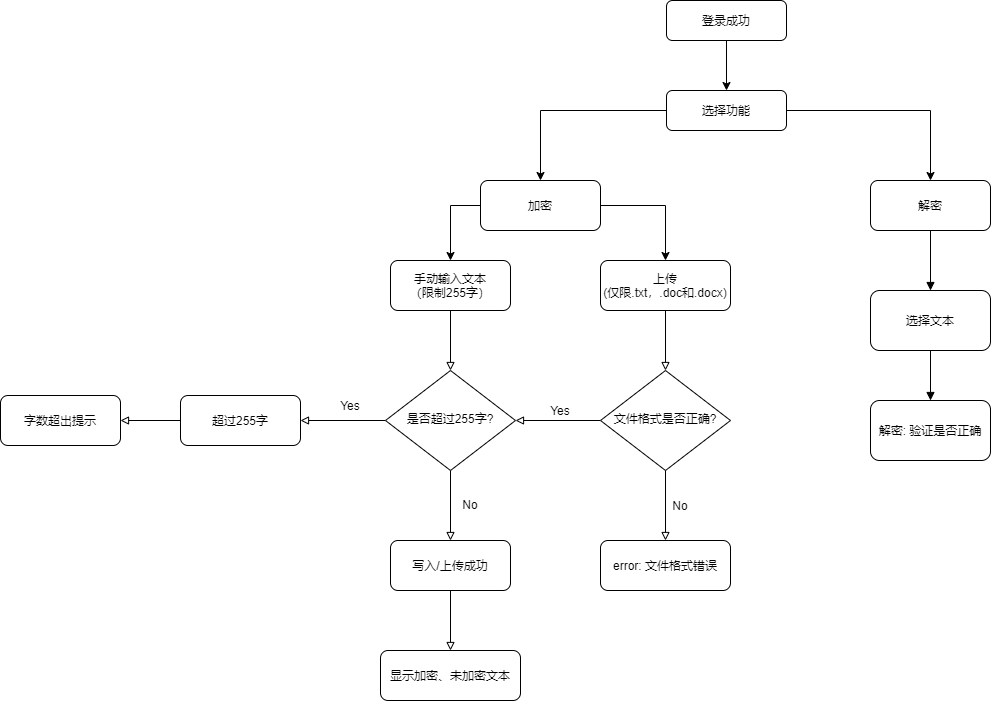 登录成功
选择功能
加密
解密
手动输入文本
（限制255字）
上传
(仅限.txt，.doc和.docx)
选择文本
字数超出提示
超过255字
Yes
是否超过255字?
Yes
文件格式是否正确?
解密: 验证是否正确
No
No
写入/上传成功
error: 文件格式错误
显示加密、未加密文本